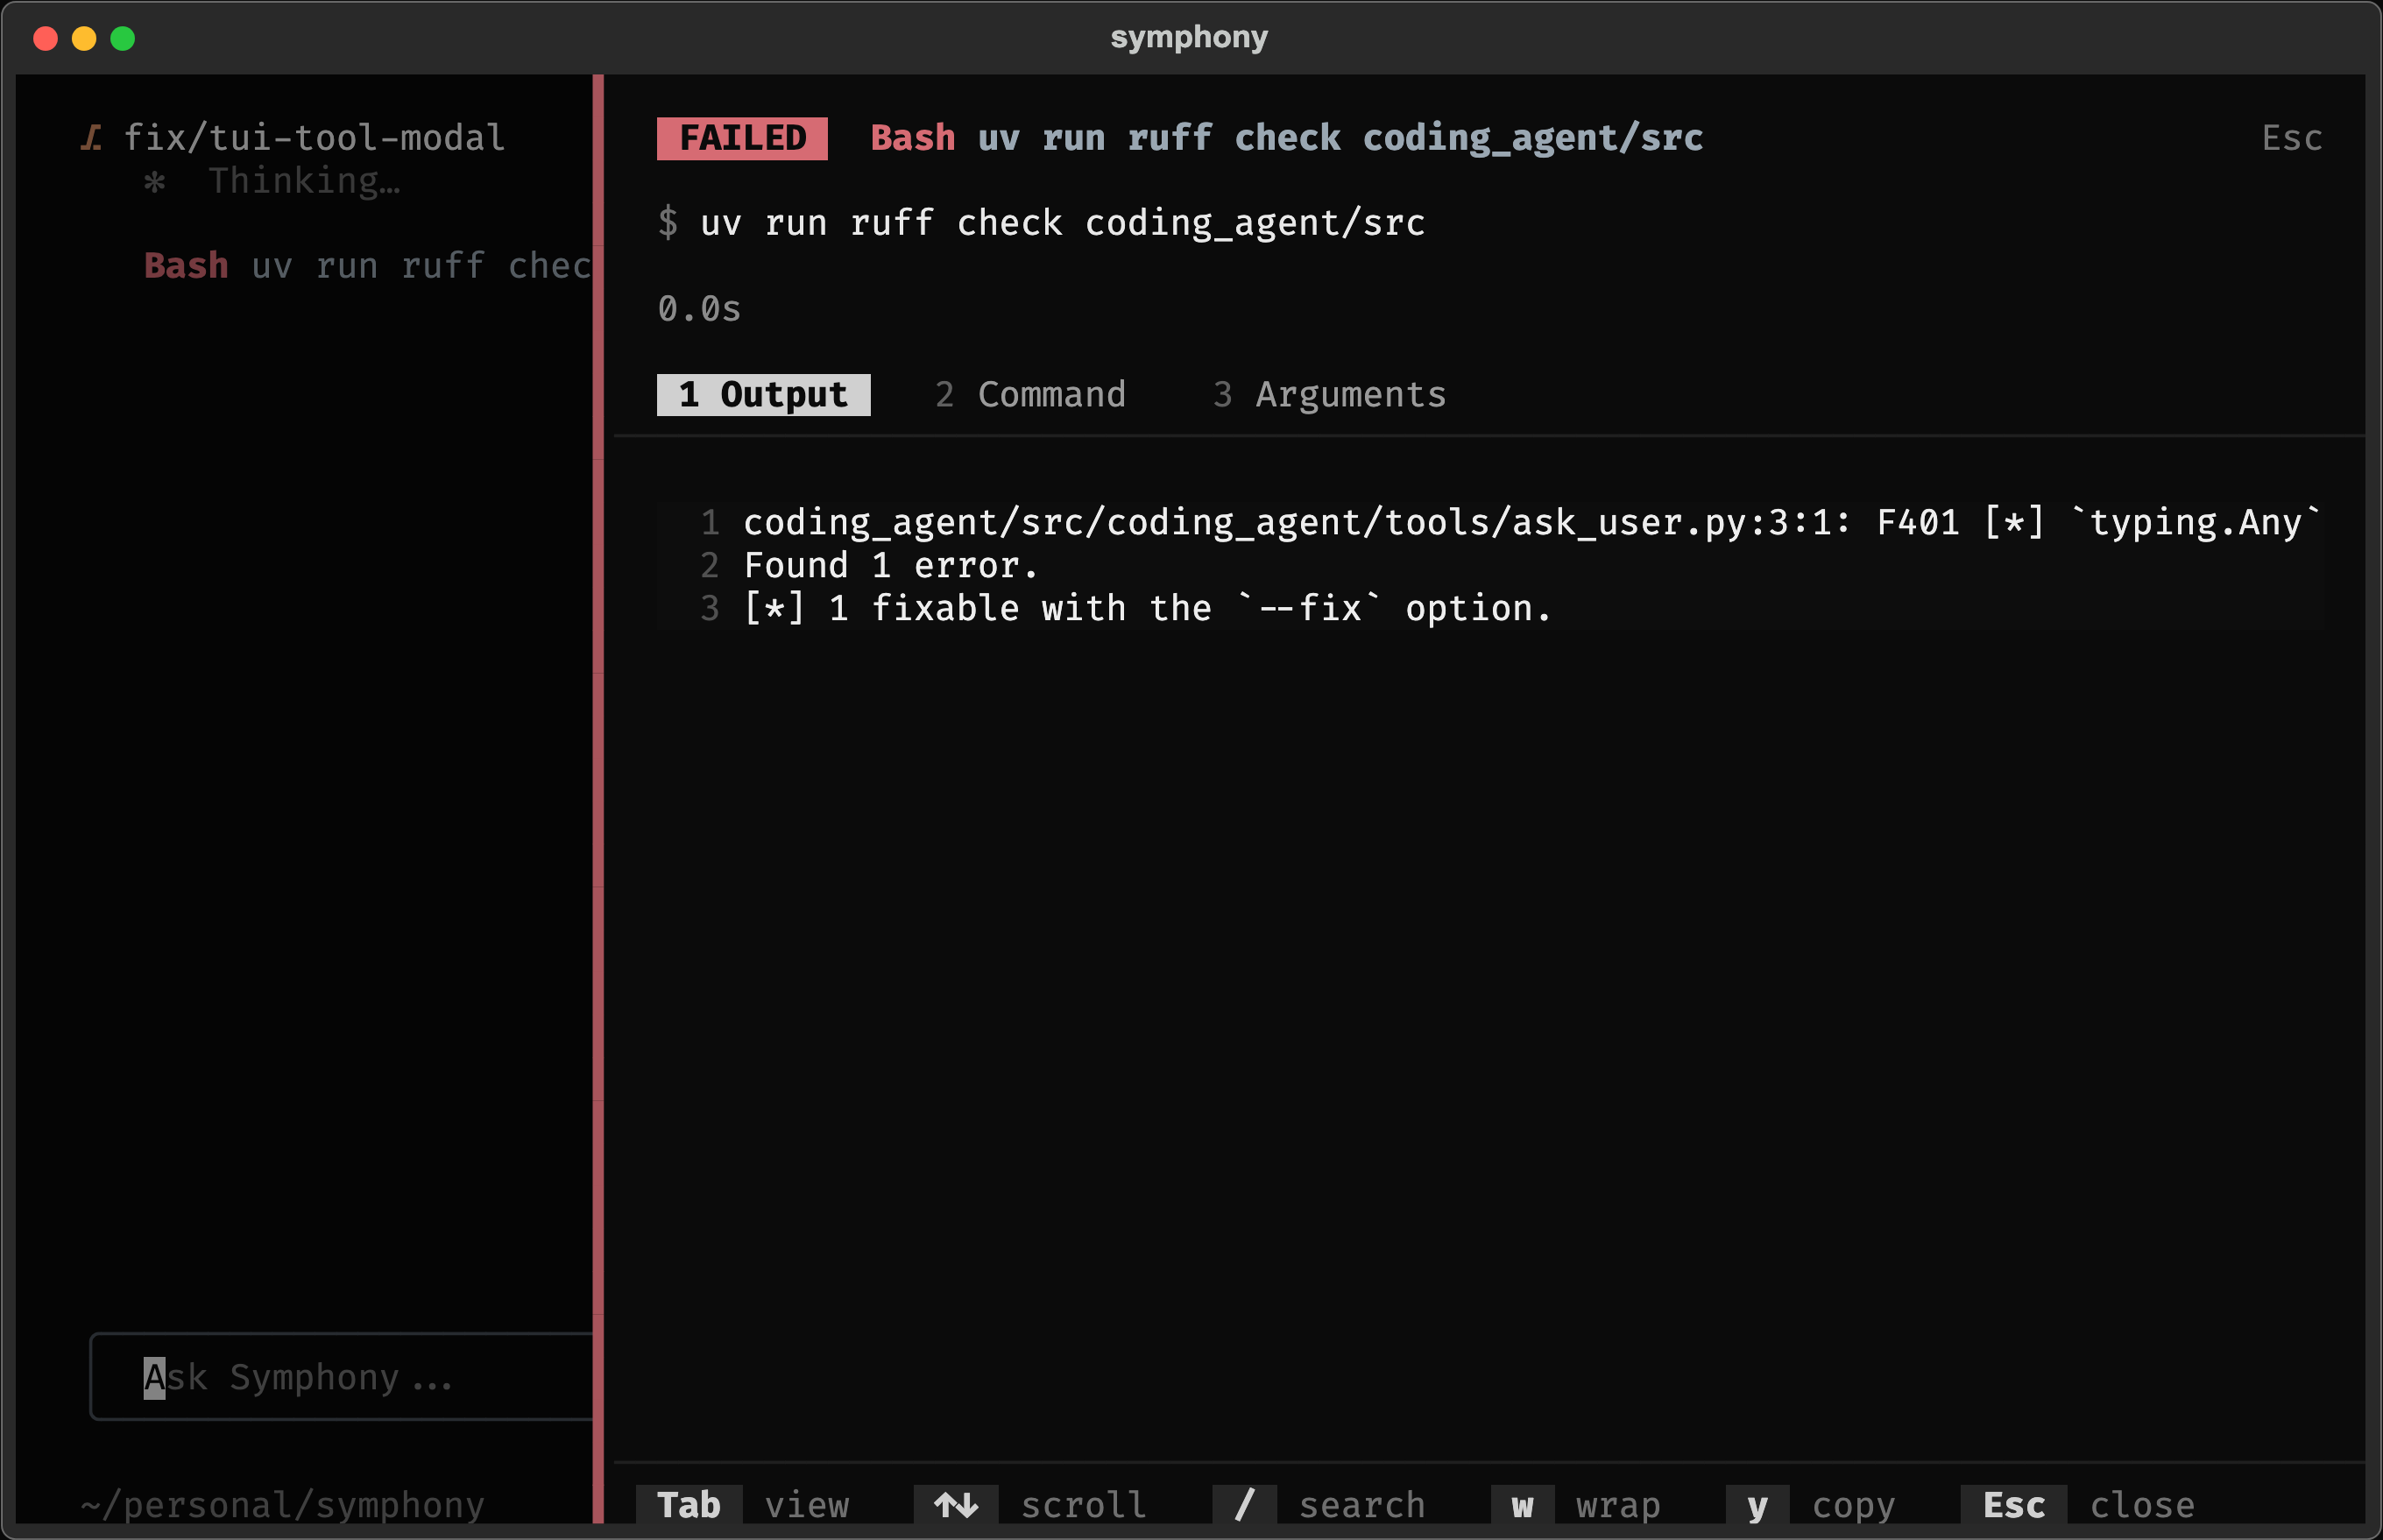 symphony
fix/tui-tool-modal
✻ Thinking…
Bash uv run ruff chec
Ask Symphony...
~/personal/symphony
FAILED Bash uv run ruff check coding_agent/src Esc
$ uv run ruff check coding_agent/src
0.0s
1 Output 2 Command 3 Arguments
1 coding_agent/src/coding_agent/tools/ask_user.py:3:1: F401 [*] `typing.Any`
2 Found 1 error.
3 [*] 1 fixable with the `--fix` option.
Tab view ↑↓ scroll / search w wrap y copy Esc close